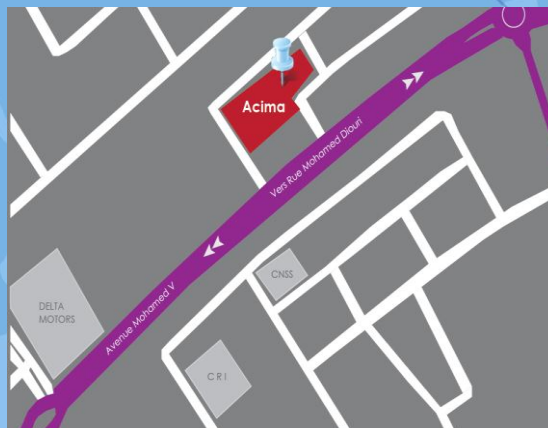 Acima
Vers Rue Mohamed Diouri
CNSS
Avenue Mohamed V
DELTA
MOTORS
C R I